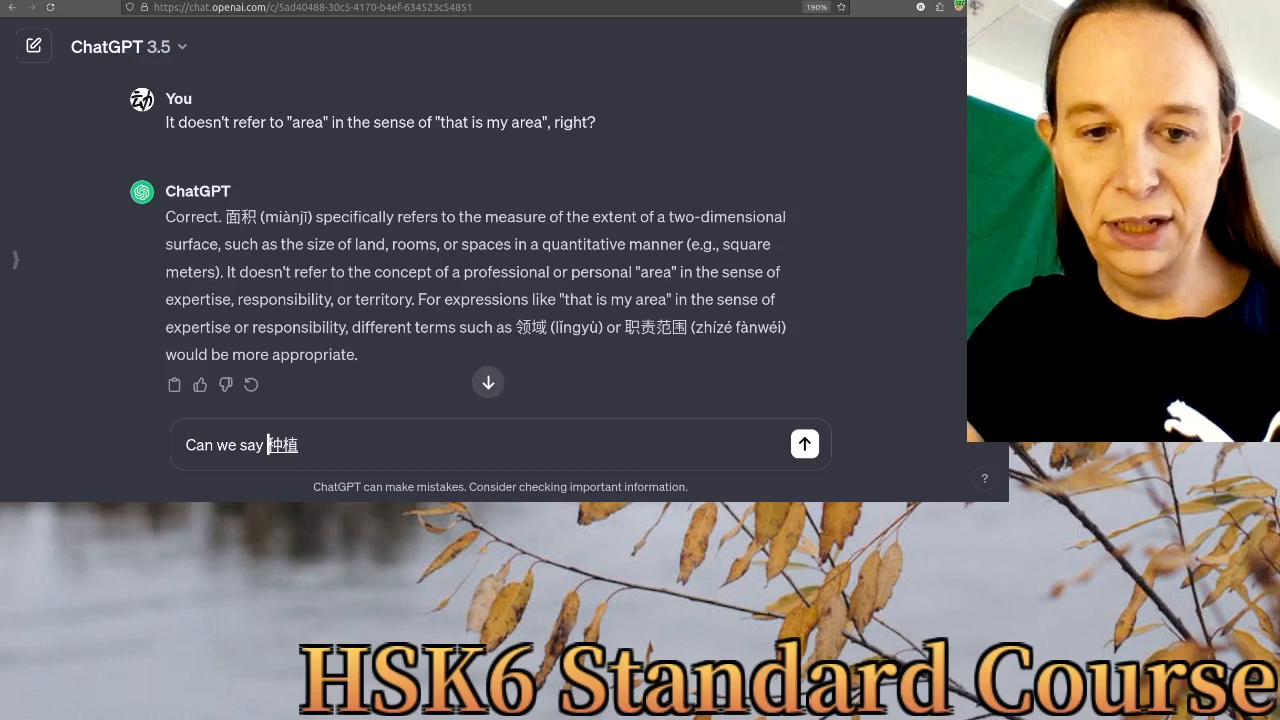 https://chat.openai.com/c/5ad40488-30c5-4170-b4ef-634523c54851
190%
ChatGPT 3.5
You
It doesn't refer to "area" in the sense of "that is my area", right?
ChatGPT
Correct. 面积 (miànjī) specifically refers to the measure of the extent of a two-dimensional
surface, such as the size of land, rooms, or spaces in a quantitative manner (e.g., square
meters). It doesn't refer to the concept of a professional or personal "area" in the sense of
expertise, responsibility, or territory. For expressions like "that is my area" in the sense of
expertise or responsibility, different terms such as 领域 (lǐngyù) or 职责范围 (zhízé fànwéi)
would be more appropriate.
Can we say 种植
ChatGPT can make mistakes. Consider checking important information.
?
HSK6 Standard Course